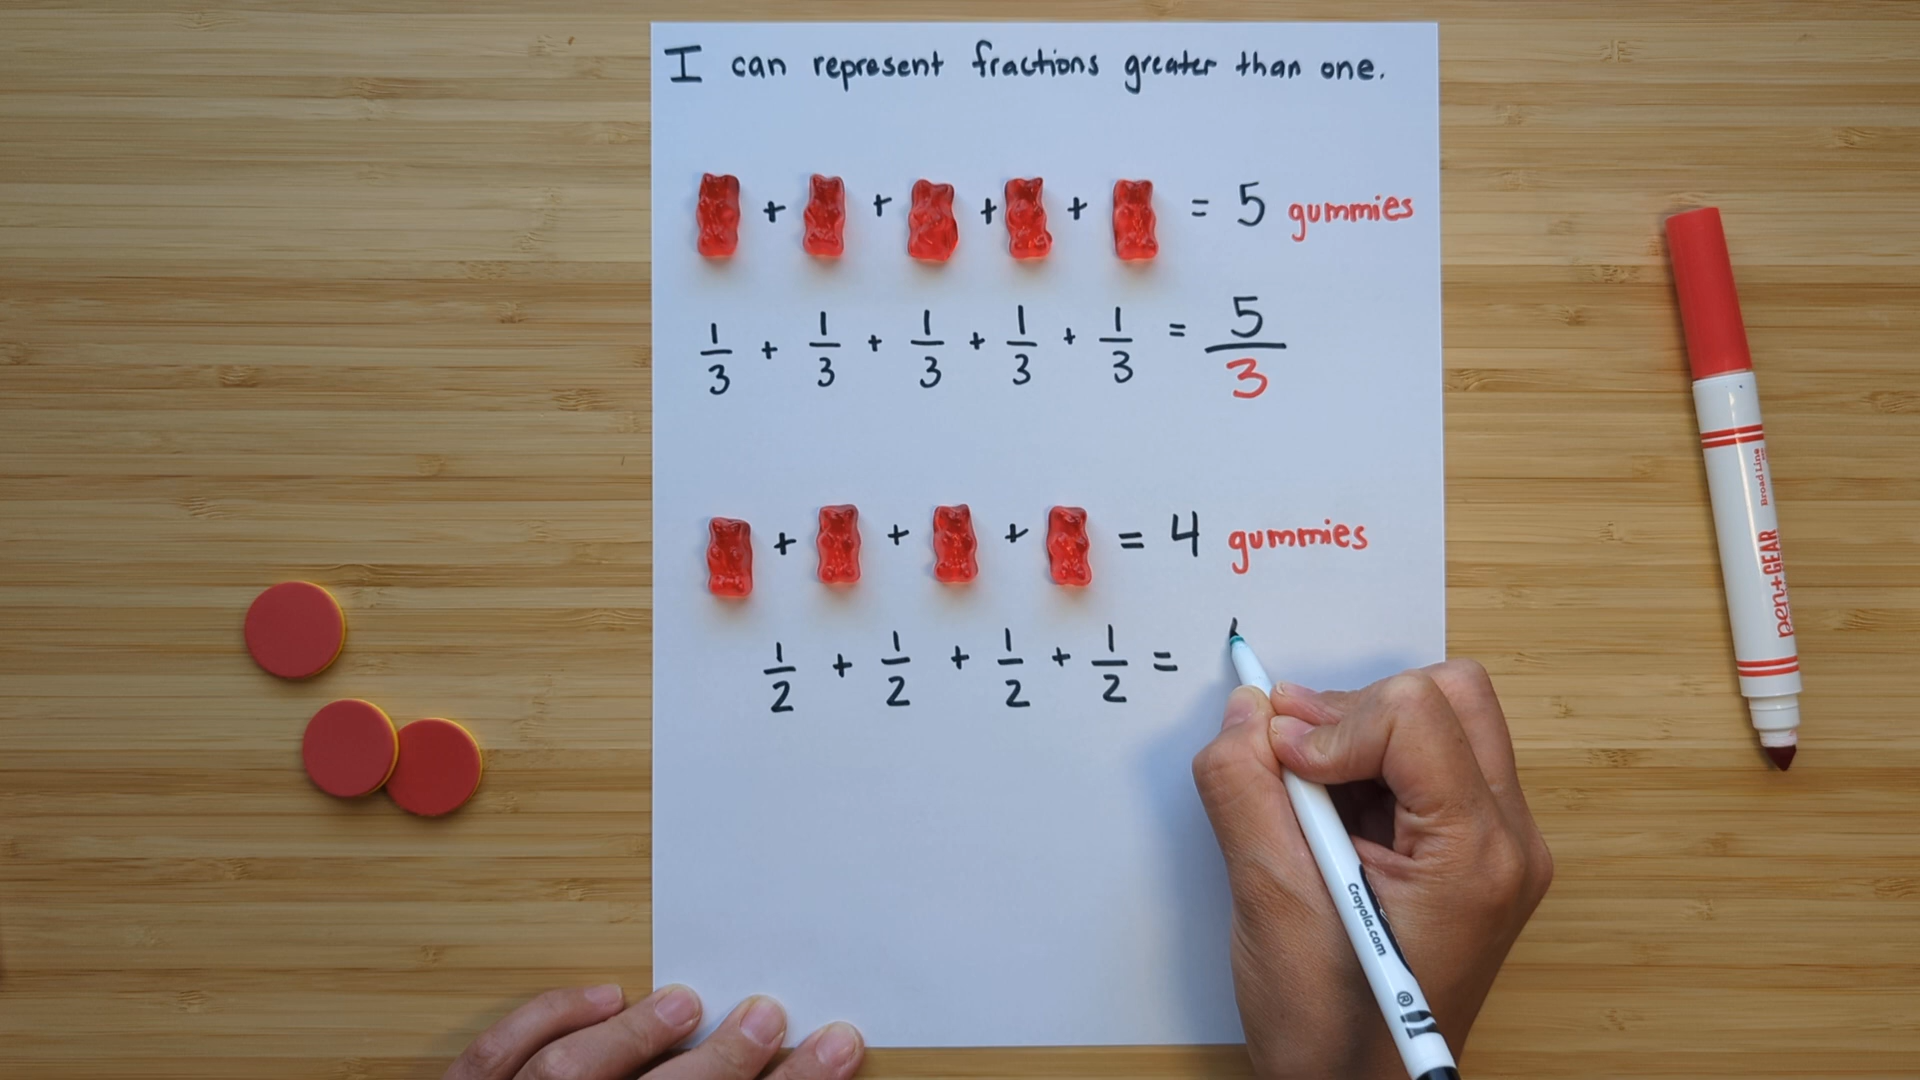 I can represent fractions greater than one.
+ + + + = 5 gummies
1/3 + 1/3 + 1/3 + 1/3 + 1/3 = 5/3
+ + + = 4 gummies
1/2 + 1/2 + 1/2 + 1/2 =
pen+GEAR Broad Line
Crayola.com
®